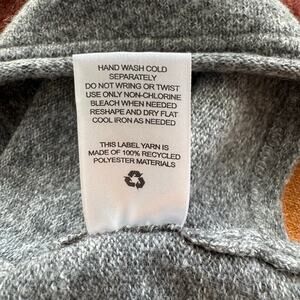 HAND WASH COLD
SEPARATELY
DO NOT WRING OR TWIST
USE ONLY NON-CHLORINE
BLEACH WHEN NEEDED
RESHAPE AND DRY FLAT
COOL IRON AS NEEDED
THIS LABEL YARN IS
MADE OF 100% RECYCLED
POLYESTER MATERIALS